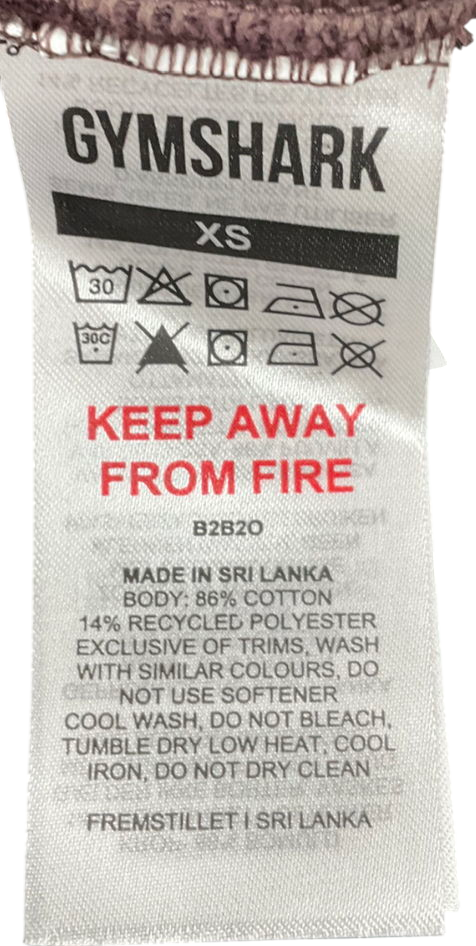 GYMSHARK
XS
30
30C
KEEP AWAY
FROM FIRE
B2B2O
MADE IN SRI LANKA
BODY: 86% COTTON
14% RECYCLED POLYESTER
EXCLUSIVE OF TRIMS, WASH
WITH SIMILAR COLOURS, DO
NOT USE SOFTENER
COOL WASH, DO NOT BLEACH,
TUMBLE DRY LOW HEAT, COOL
IRON, DO NOT DRY CLEAN
FREMSTILLET I SRI LANKA